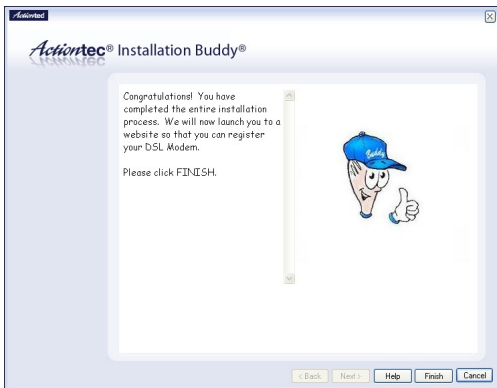 Actiontec
Actiontec® Installation Buddy®
Congratulations! You have
completed the entire installation
process. We will now launch you to a
website so that you can register
your DSL Modem.
Please click FINISH.
Buddy
< Back Next > Help Finish Cancel